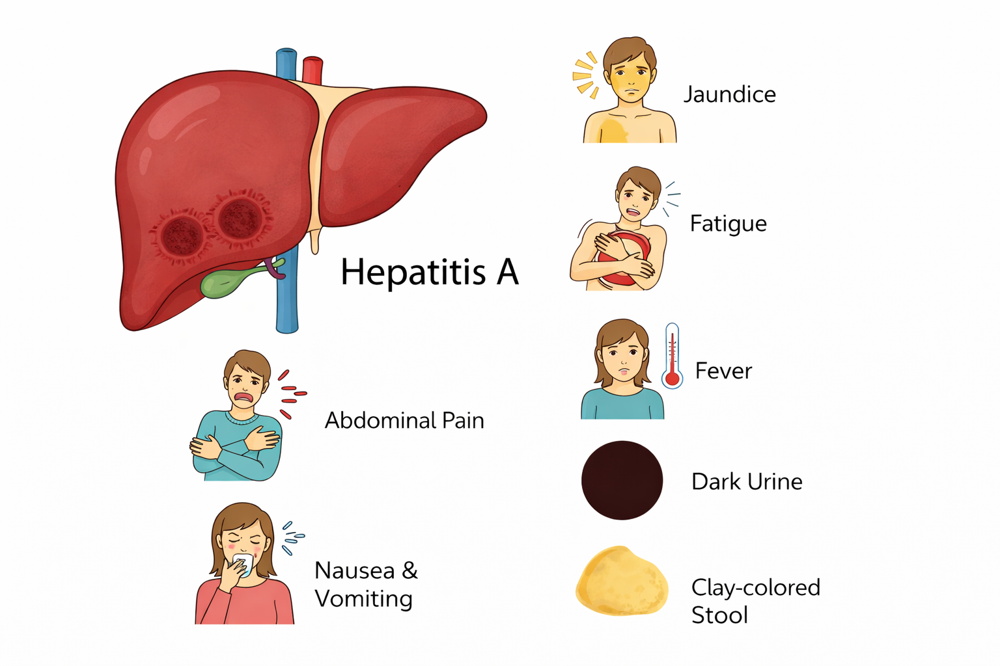 Hepatitis A
Abdominal Pain
Nausea &
Vomiting
Jaundice
Fatigue
Fever
Dark Urine
Clay-colored
Stool